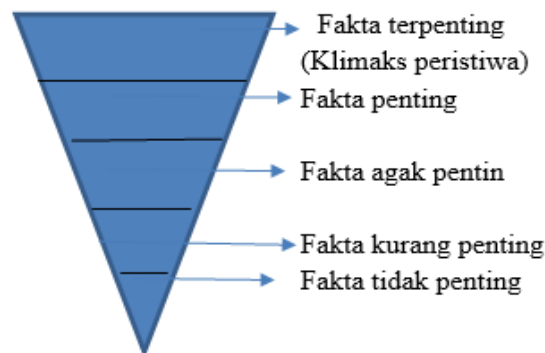 Fakta terpenting
(Klimaks peristiwa)
Fakta penting
Fakta agak pentin
Fakta kurang penting
Fakta tidak penting